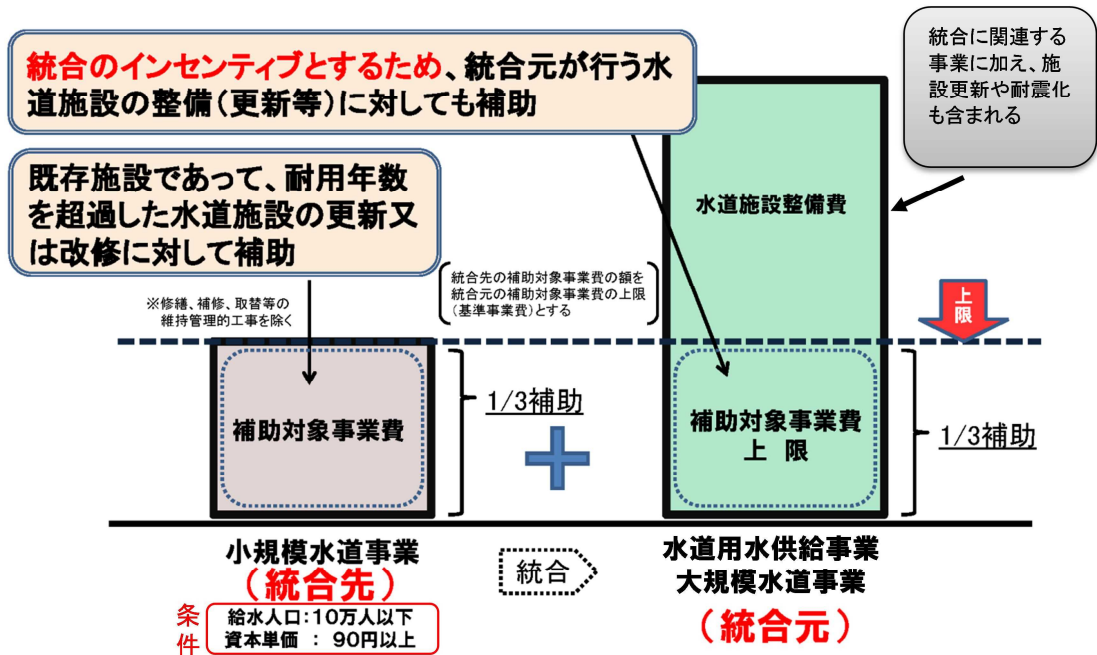 統合のインセンティブとするため、統合元が行う水
道施設の整備(更新等)に対しても補助
統合に関連する
事業に加え、施
設更新や耐震化
も含まれる
既存施設であって、耐用年数
を超過した水道施設の更新又
は改修に対して補助
※修繕、補修、取替等の
維持管理的工事を除く
統合先の補助対象事業費の額を
統合元の補助対象事業費の上限
(基準事業費)とする
水道施設整備費
上限
補助対象事業費
1/3補助
補助対象事業費
上 限
1/3補助
小規模水道事業
(統合先)
統合
水道用水供給事業
大規模水道事業
(統合元)
条件
給水人口:10万人以下
資本単価 : 90円以上